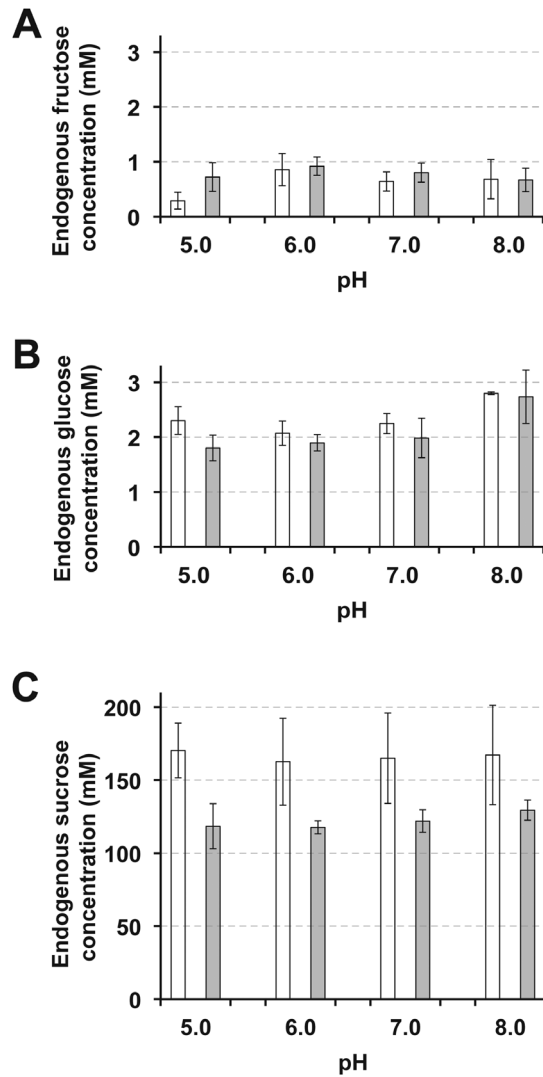 A
Endogenous fructose
concentration (mM)
3
2
1
0
5.0 6.0 7.0 8.0
pH
B
Endogenous glucose
concentration (mM)
3
2
1
0
5.0 6.0 7.0 8.0
pH
C
Endogenous sucrose
concentration (mM)
200
150
100
50
0
5.0 6.0 7.0 8.0
pH